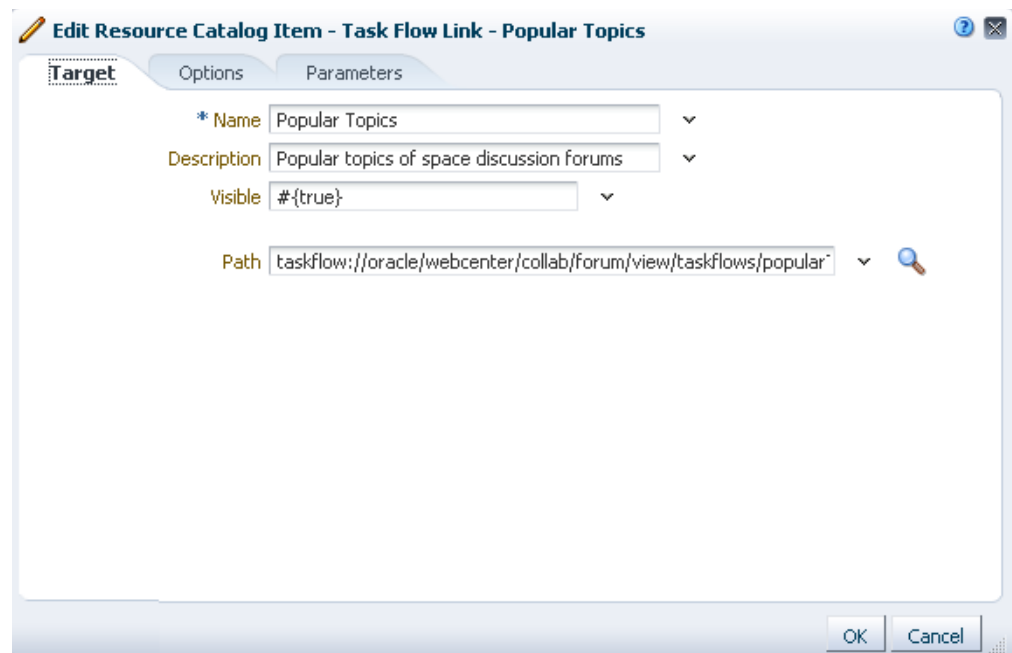 Edit Resource Catalog Item - Task Flow Link - Popular Topics
Target Options Parameters
* Name Popular Topics
Description Popular topics of space discussion forums
Visible #{true}
Path taskflow://oracle/webcenter/collab/forum/view/taskflows/popular
OK Cancel